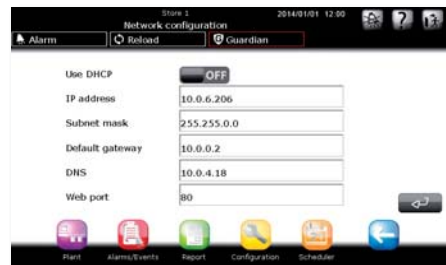 Store 1
2014/01/01 12:00
Network configuration
Alarm
Reload
Guardian
Use DHCP
OFF
IP address
10.0.6.206
Subnet mask
255.255.0.0
Default gateway
10.0.0.2
DNS
10.0.4.18
Web port
80
Plant
Alarms/Events
Report
Configuration
Scheduler